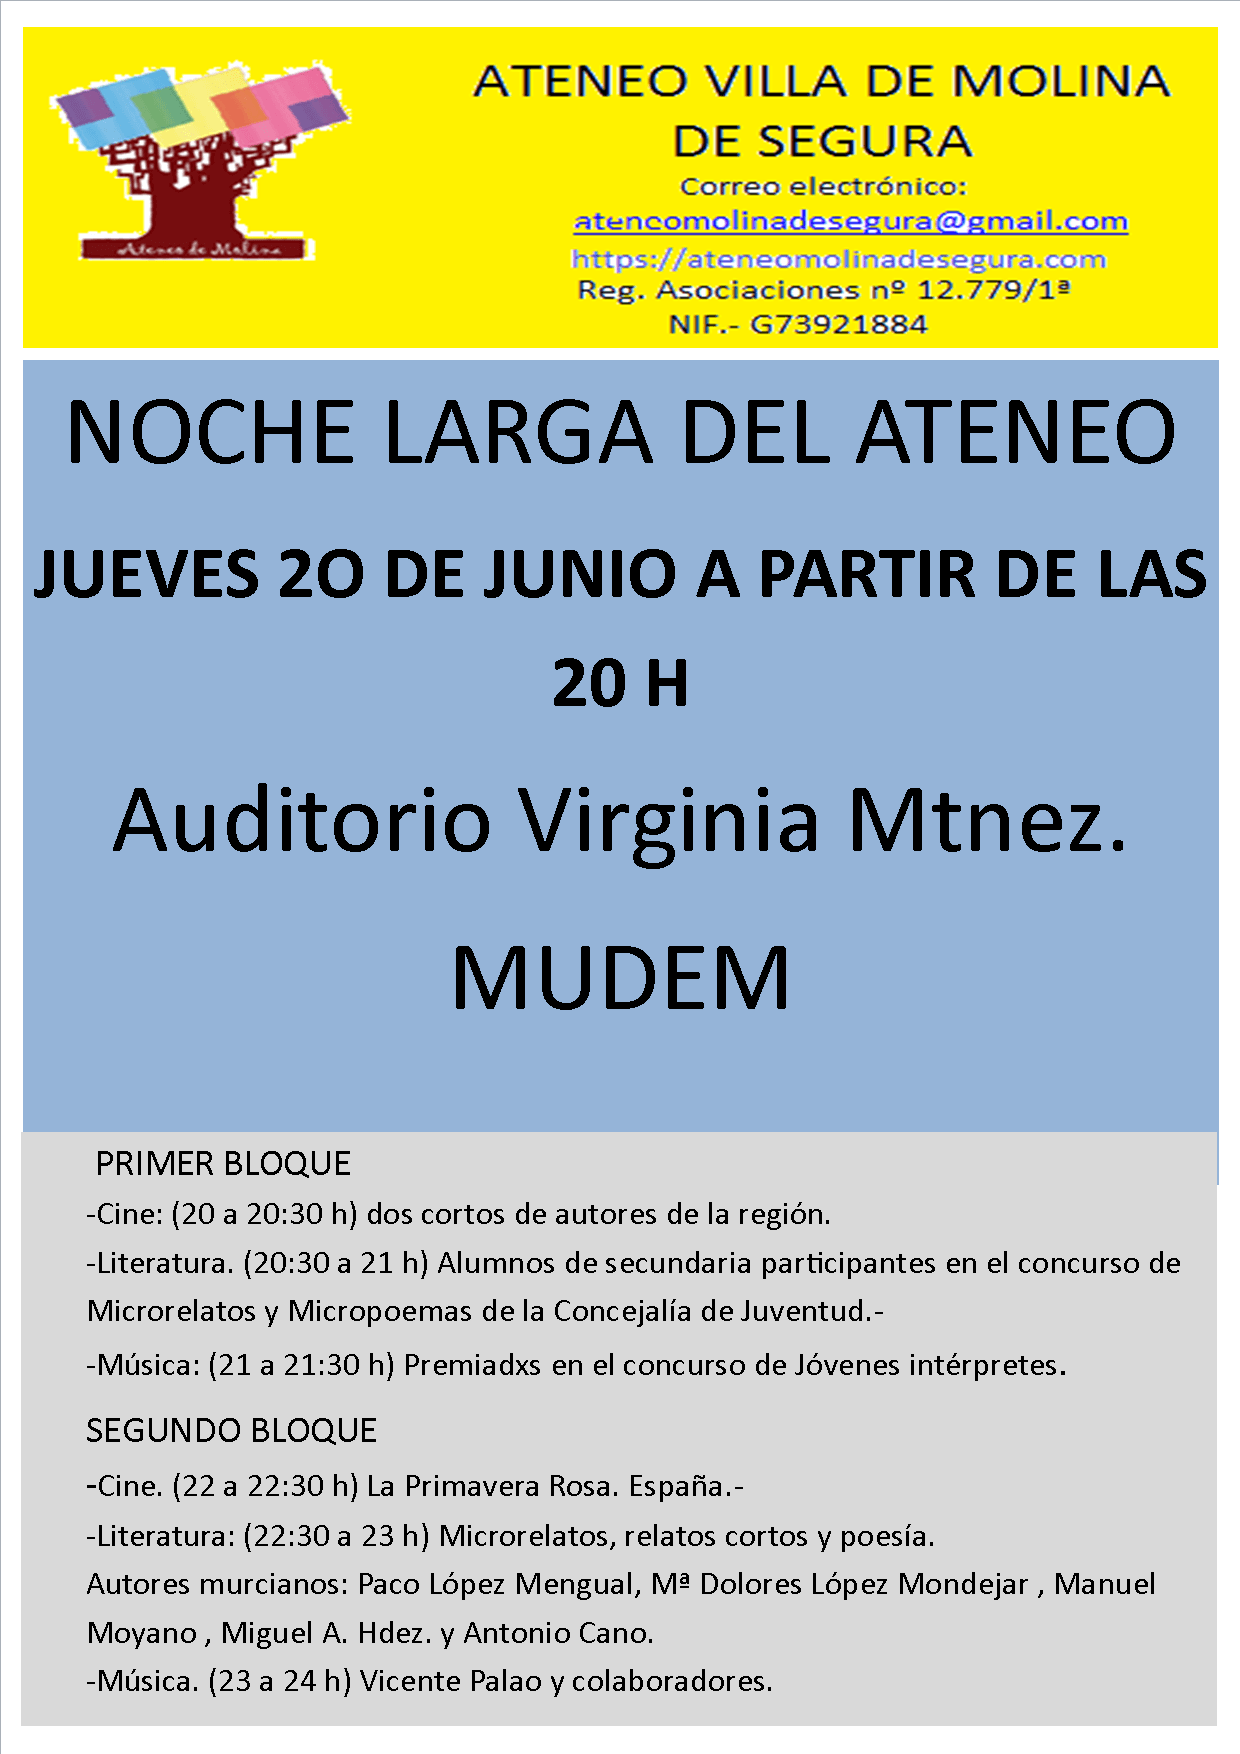 Ateneo de Molina
ATENEO VILLA DE MOLINA
DE SEGURA
Correo electrónico:
ateneomolinadesegura@gmail.com
https://ateneomolinadesegura.com
Reg. Asociaciones nº 12.779/1ª
NIF.- G73921884
NOCHE LARGA DEL ATENEO
JUEVES 2O DE JUNIO A PARTIR DE LAS
20 H
Auditorio Virginia Mtnez.
MUDEM
PRIMER BLOQUE
-Cine: (20 a 20:30 h) dos cortos de autores de la región.
-Literatura. (20:30 a 21 h) Alumnos de secundaria participantes en el concurso de
Microrelatos y Micropoemas de la Concejalía de Juventud.-
-Música: (21 a 21:30 h) Premiadxs en el concurso de Jóvenes intérpretes.
SEGUNDO BLOQUE
-Cine. (22 a 22:30 h) La Primavera Rosa. España.-
-Literatura: (22:30 a 23 h) Microrelatos, relatos cortos y poesía.
Autores murcianos: Paco López Mengual, Mª Dolores López Mondejar , Manuel
Moyano , Miguel A. Hdez. y Antonio Cano.
-Música. (23 a 24 h) Vicente Palao y colaboradores.